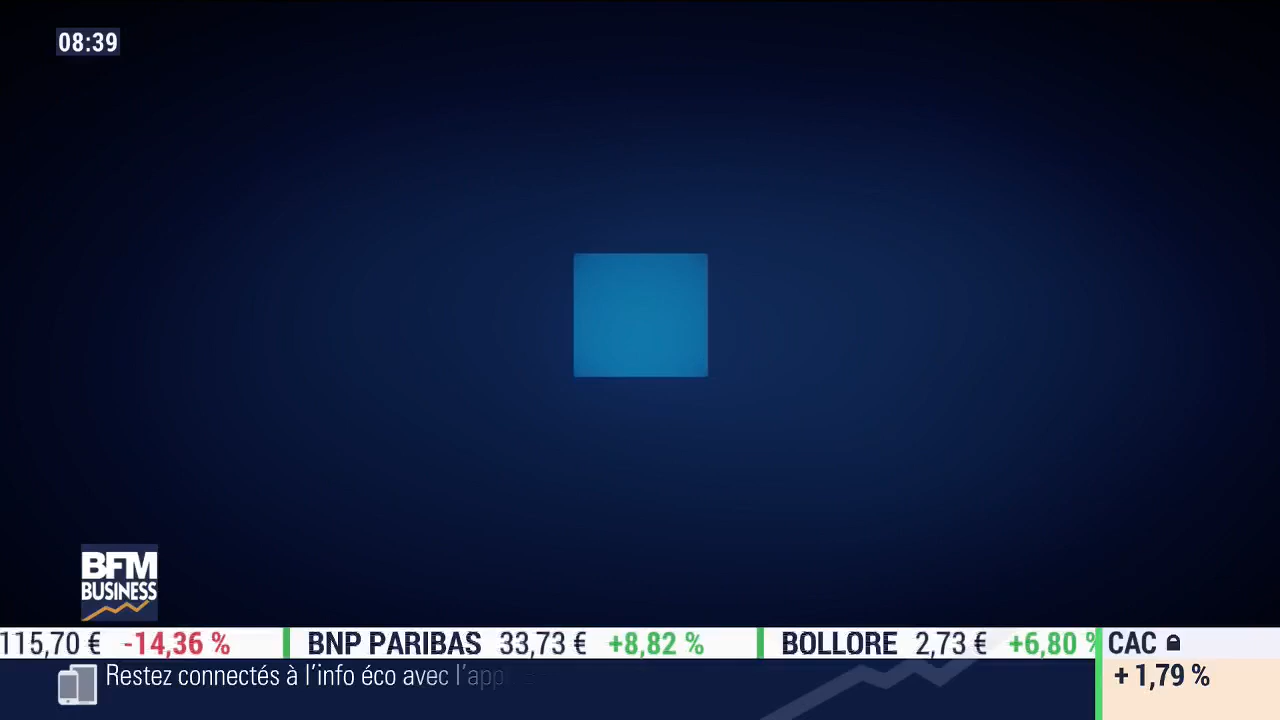 08:39
BFM
BUSINESS
115,70 € -14,36 % BNP PARIBAS 33,73 € +8,82 % BOLLORE 2,73 € +6,80 % CAC
Restez connectés à l'info éco avec l'app
+ 1,79 %